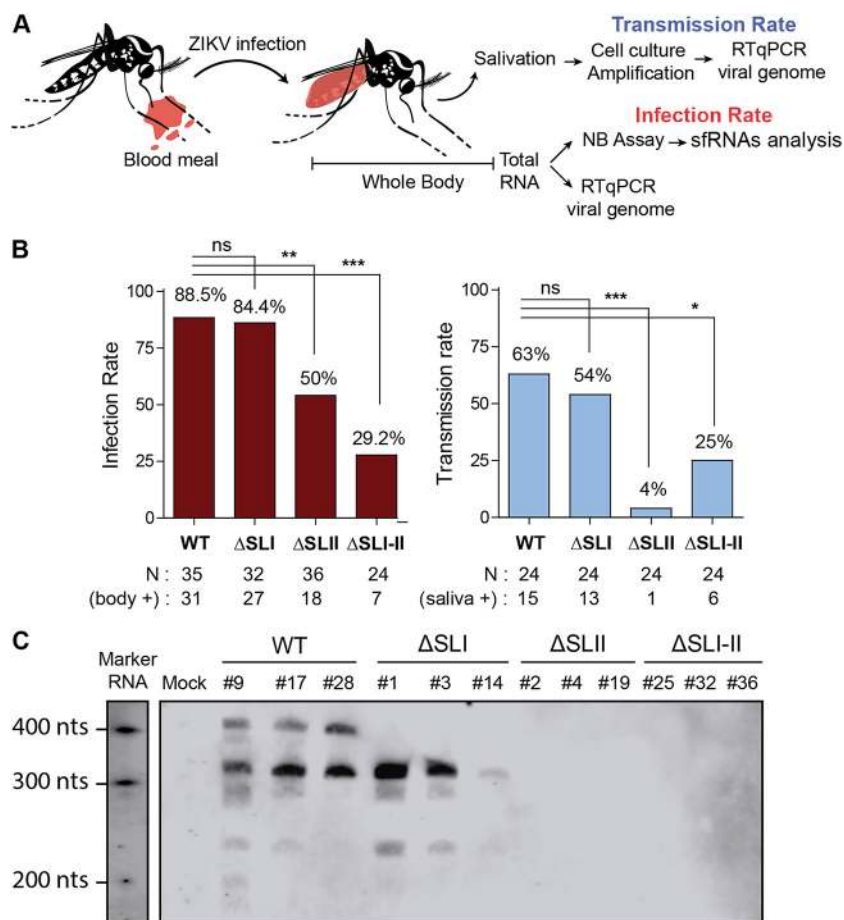 A
ZIKV infection
Blood meal
Whole Body
Total
RNA
Salivation
Cell culture
Amplification
Transmission Rate
RTqPCR
viral genome
Infection Rate
NB Assay
sfRNAs analysis
RTqPCR
viral genome
B
ns
**
***
Infection Rate
100
75
50
25
0
88.5%
84.4%
50%
29.2%
WT ΔSLI ΔSLII ΔSLI-II
N : 35 32 36 24
(body +) : 31 27 18 7
ns
***
*
Transmission rate
100
75
50
25
0
63%
54%
4%
25%
WT ΔSLI ΔSLII ΔSLI-II
N : 24 24 24 24
(saliva +) : 15 13 1 6
C
WT ΔSLI ΔSLII ΔSLI-II
Marker
RNA
Mock #9 #17 #28 #1 #3 #14 #2 #4 #19 #25 #32 #36
400 nts
300 nts
200 nts